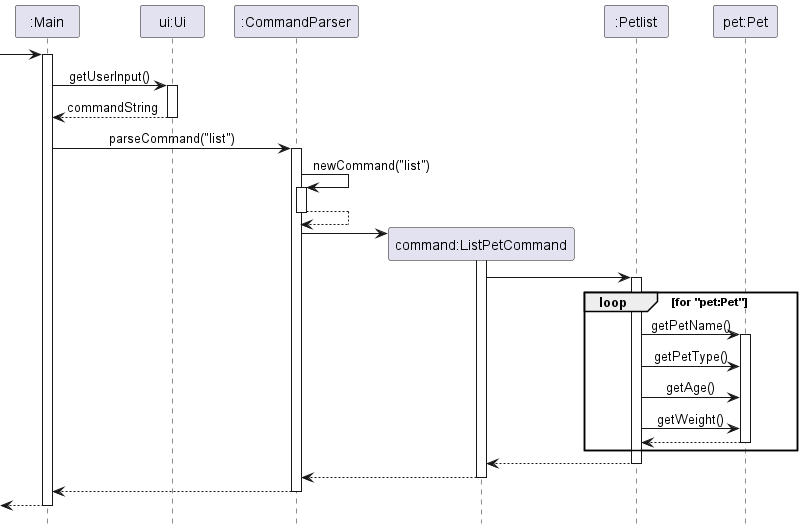 :Main
ui:Ui
:CommandParser
:Petlist
pet:Pet
getUserInput()
commandString
parseCommand("list")
newCommand("list")
command:ListPetCommand
loop [for "pet:Pet"]
getPetName()
getPetType()
getAge()
getWeight()